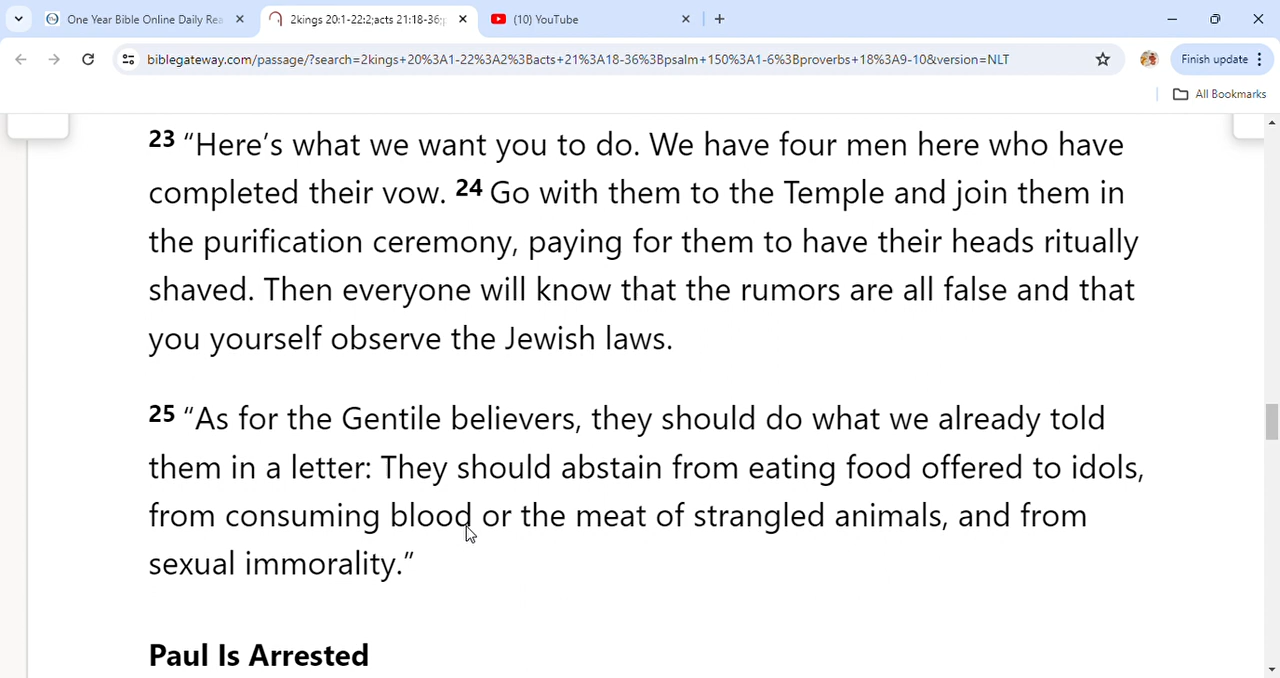 One Year Bible Online Daily Rea
2kings 20:1-22:2;acts 21:18-36;p
(10) YouTube
biblegateway.com/passage/?search=2kings+20%3A1-22%2A2%3Bacts+21%3A18-36%3Bpsalm+150%3A1-6%3Bproverbs+18%3A9-10&version=NLT
Finish update
All Bookmarks
23 “Here’s what we want you to do. We have four men here who have
completed their vow. 24 Go with them to the Temple and join them in
the purification ceremony, paying for them to have their heads ritually
shaved. Then everyone will know that the rumors are all false and that
you yourself observe the Jewish laws.
25 “As for the Gentile believers, they should do what we already told
them in a letter: They should abstain from eating food offered to idols,
from consuming blood or the meat of strangled animals, and from
sexual immorality.”
Paul Is Arrested